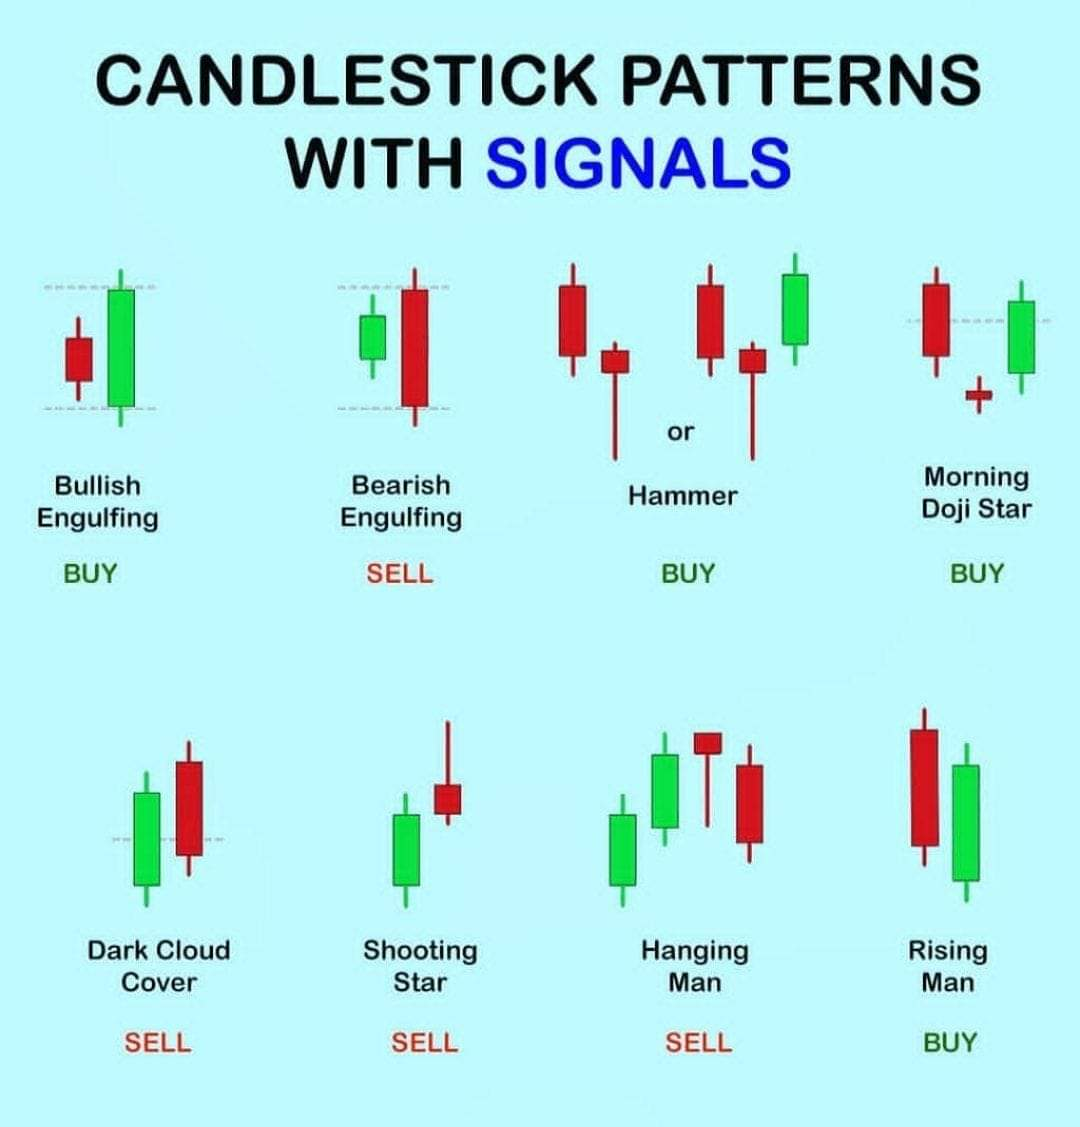 CANDLESTICK PATTERNS
WITH SIGNALS
or
Bullish
Engulfing
BUY
Bearish
Engulfing
SELL
Hammer
BUY
Morning
Doji Star
BUY
Dark Cloud
Cover
SELL
Shooting
Star
SELL
Hanging
Man
SELL
Rising
Man
BUY